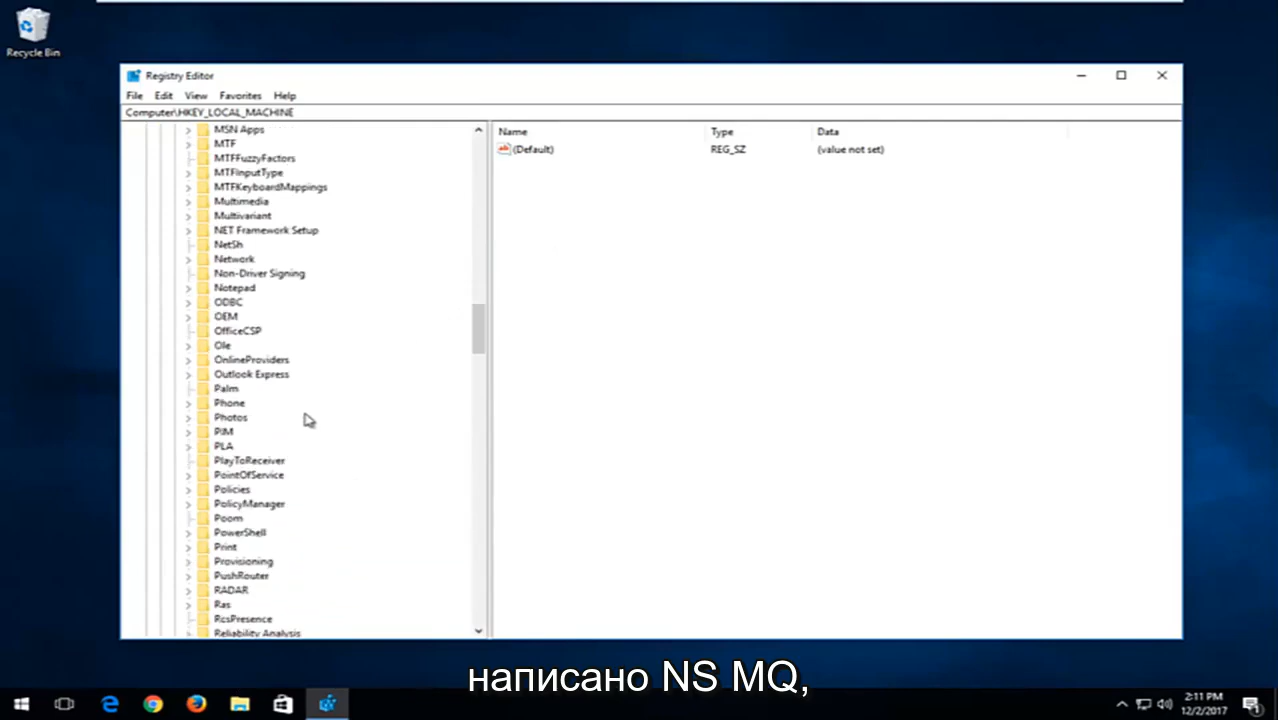 Recycle Bin
Registry Editor
File Edit View Favorites Help
Computer\HKEY_LOCAL_MACHINE
MSN Apps
MTF
MTFFuzzyFactors
MTFInputType
MTFKeyboardMappings
Multimedia
Multivariant
NET Framework Setup
NetSh
Network
Non-Driver Signing
Notepad
ODBC
OEM
OfficeCSP
Ole
OnlineProviders
Outlook Express
Palm
Phone
Photos
PIM
PLA
PlayToReceiver
PointOfService
Policies
PolicyManager
Poom
PowerShell
Print
Provisioning
PushRouter
RADAR
Ras
RcsPresence
Reliability Analysis
Name Type Data
(Default) REG_SZ (value not set)
написано NS MQ,
2:11 PM
12/2/2017